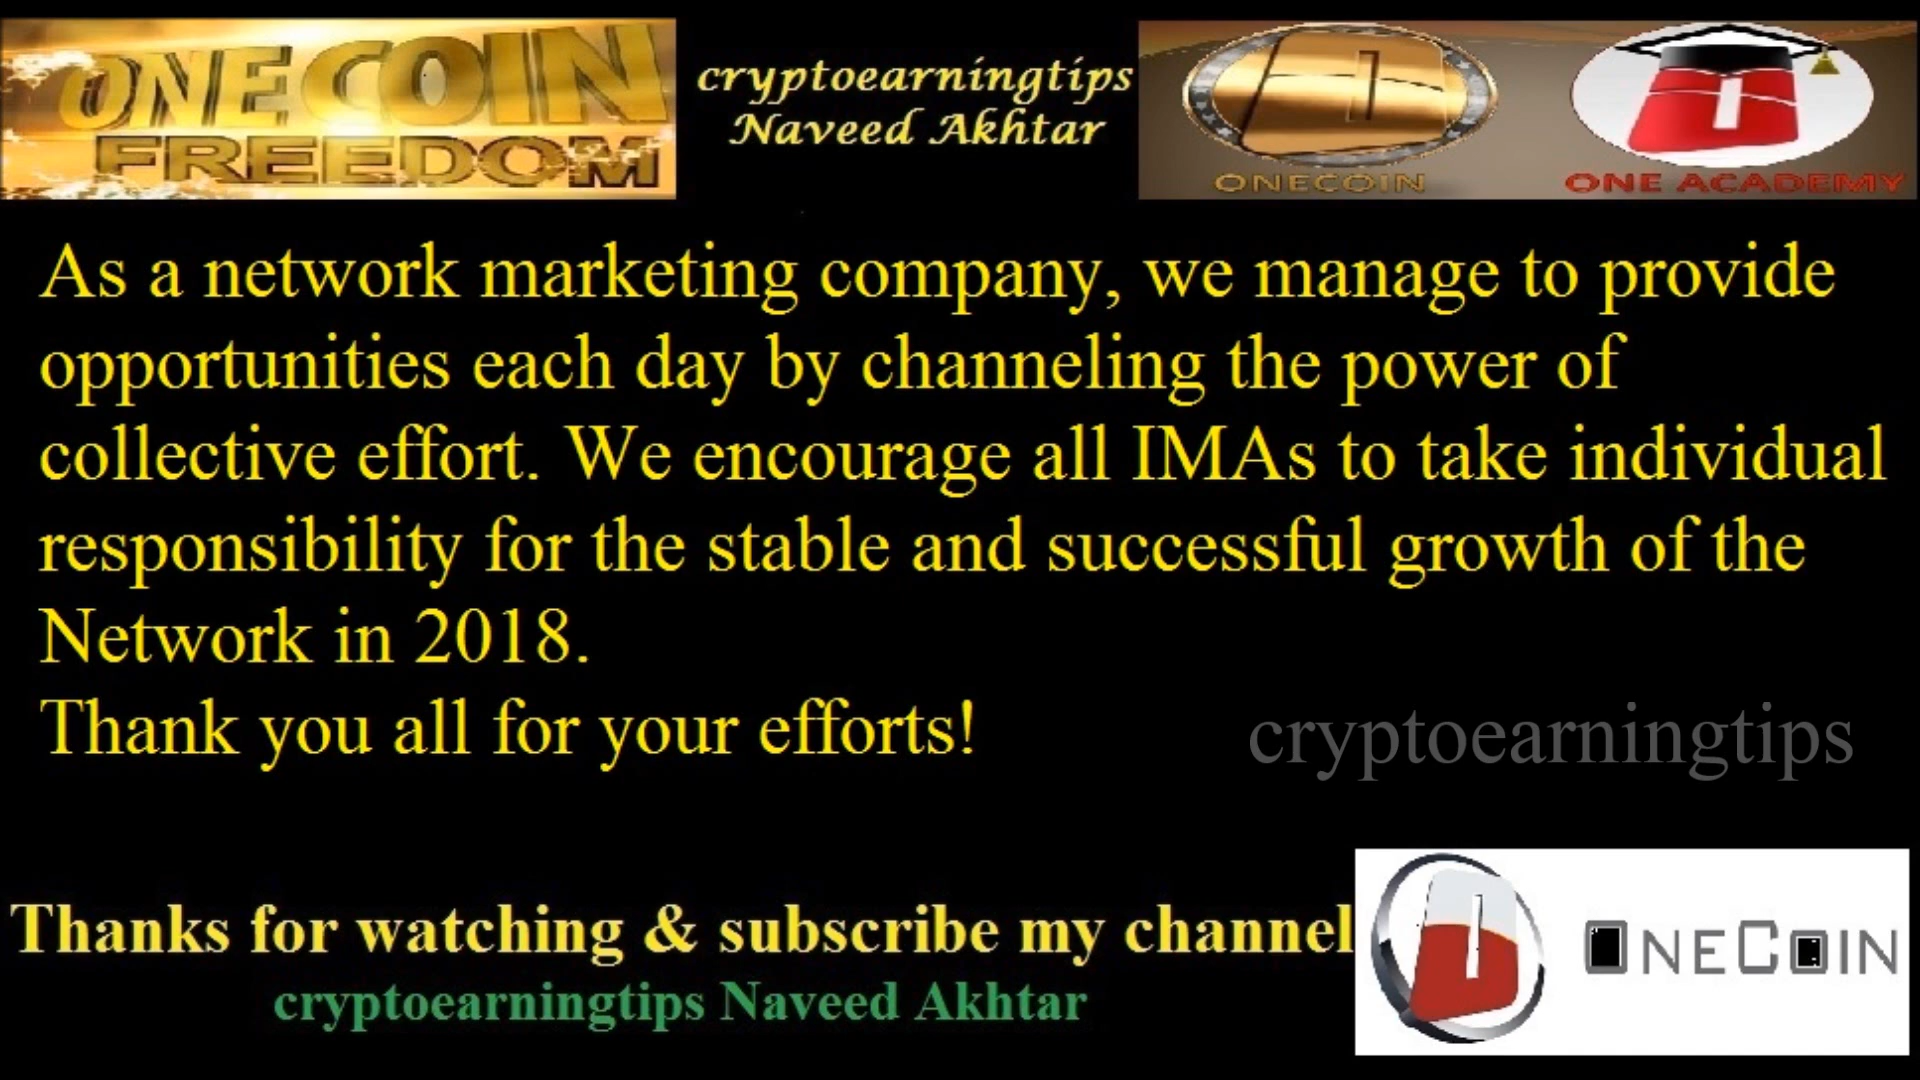 ONE COIN
FREEDOM
cryptoearningtips
Naveed Akhtar
ONECOIN
ONE ACADEMY
As a network marketing company, we manage to provide
opportunities each day by channeling the power of
collective effort. We encourage all IMAs to take individual
responsibility for the stable and successful growth of the
Network in 2018.
Thank you all for your efforts!
cryptoearningtips
Thanks for watching & subscribe my channel
cryptoearningtips Naveed Akhtar
ONECOIN